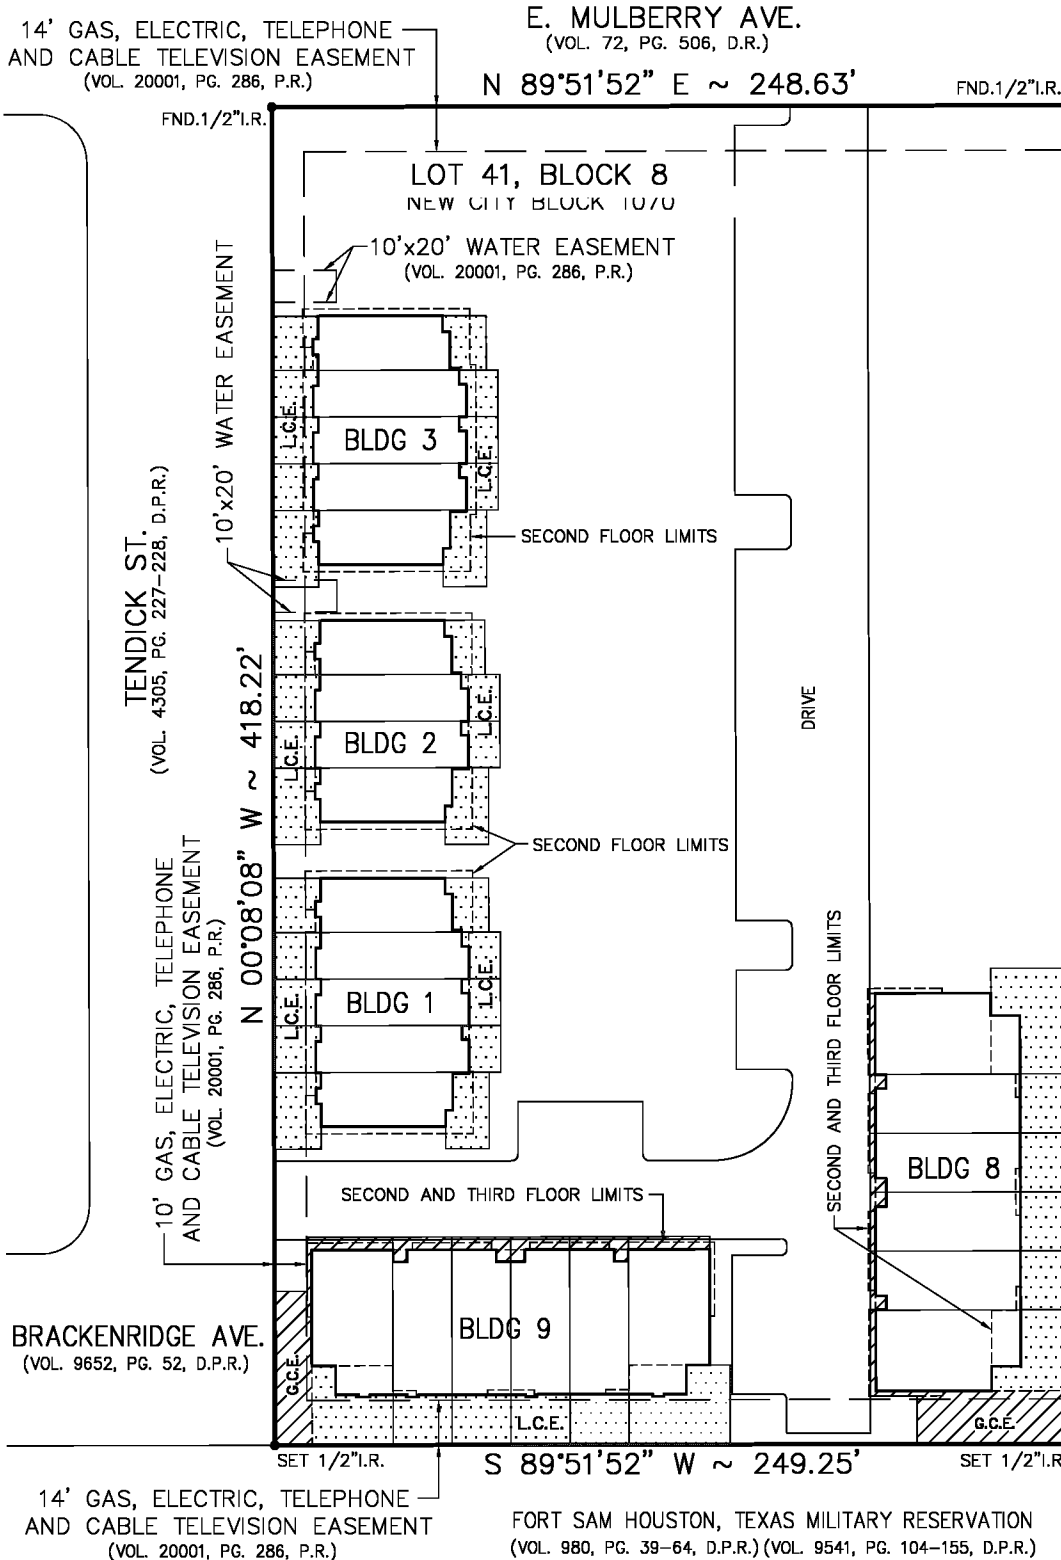 14' GAS, ELECTRIC, TELEPHONE
AND CABLE TELEVISION EASEMENT
(VOL. 20001, PG. 286, P.R.)
E. MULBERRY AVE.
(VOL. 72, PG. 506, D.R.)
N 89°51'52" E ~ 248.63'
FND.1/2"I.R.
FND.1/2"I.R.
LOT 41, BLOCK 8
NEW CITY BLOCK 1070
10'x20' WATER EASEMENT
(VOL. 20001, PG. 286, P.R.)
10'x20' WATER EASEMENT
L.C.E.
BLDG 3
L.C.E.
SECOND FLOOR LIMITS
TENDICK ST.
(VOL. 4305, PG. 227-228, D.P.R.)
N 00°08'08" W ~ 418.22'
L.C.E.
BLDG 2
L.C.E.
DRIVE
SECOND FLOOR LIMITS
10' GAS, ELECTRIC, TELEPHONE
AND CABLE TELEVISION EASEMENT
(VOL. 20001, PG. 286, P.R.)
L.C.E.
BLDG 1
L.C.E.
SECOND AND THIRD FLOOR LIMITS
BLDG 8
SECOND AND THIRD FLOOR LIMITS
BRACKENRIDGE AVE.
(VOL. 9652, PG. 52, D.P.R.)
BLDG 9
G.C.E.
L.C.E.
G.C.E.
SET 1/2"I.R.
S 89°51'52" W ~ 249.25'
SET 1/2"I.R
14' GAS, ELECTRIC, TELEPHONE
AND CABLE TELEVISION EASEMENT
(VOL. 20001, PG. 286, P.R.)
FORT SAM HOUSTON, TEXAS MILITARY RESERVATION
(VOL. 980, PG. 39-64, D.P.R.) (VOL. 9541, PG. 104-155, D.P.R.)